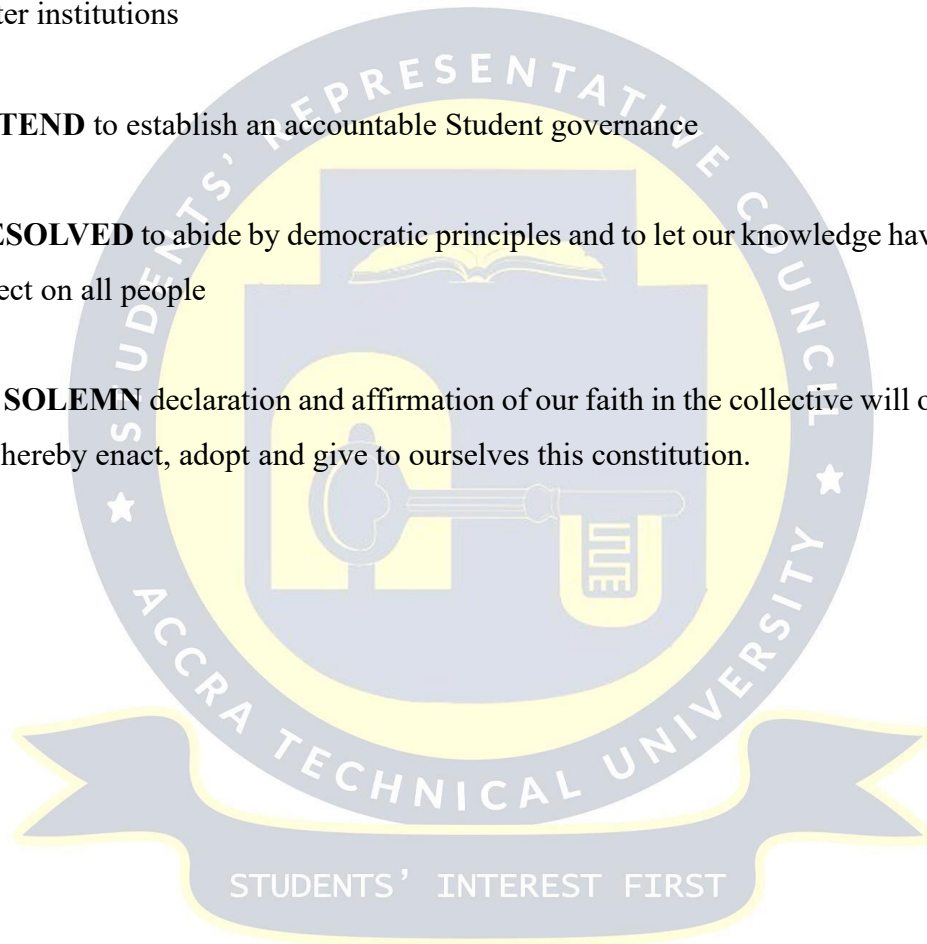 ter institutions
TEND to establish an accountable Student governance
ESOLVED to abide by democratic principles and to let our knowledge hav
ect on all people
SOLEMN declaration and affirmation of our faith in the collective will o
hereby enact, adopt and give to ourselves this constitution.
STUDENTS' REPRESENTATIVE COUNCIL
ACCRA TECHNICAL UNIVERSITY
STUDENTS' INTEREST FIRST